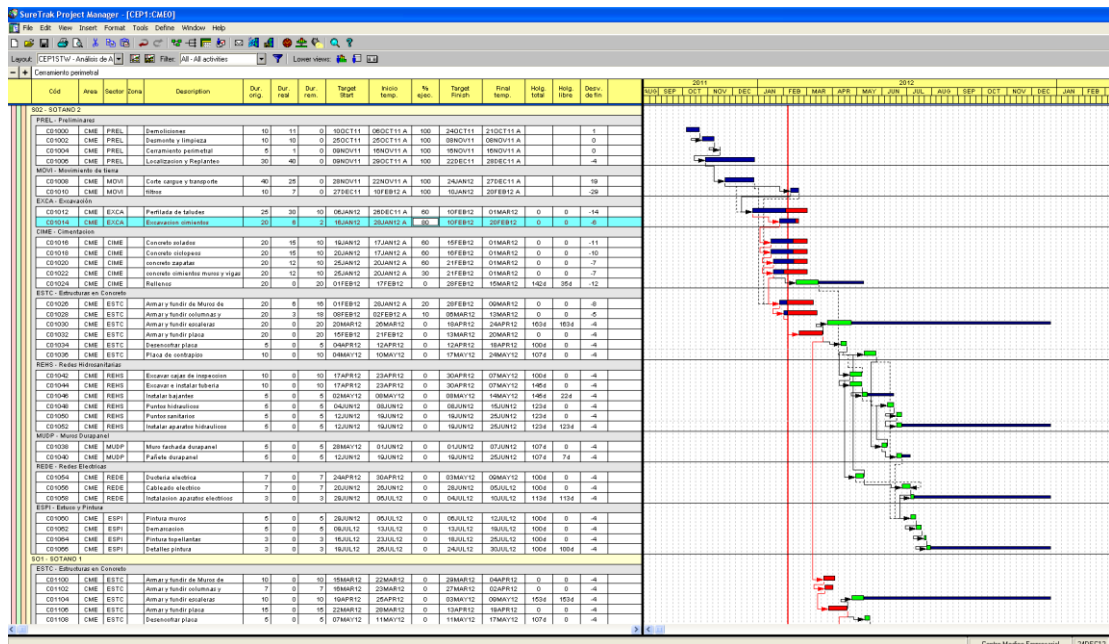 SureTrak Project Manager - [CEP1:CME0]
File Edit View Insert Format Tools Define Window Help
Layout: CEP1STW - Análisis de A Filter: All - All activities Lower views:
Cerramiento perimetral
2011 2012
Cód Area Sector Zona Description Dur. orig. Dur. real Dur. rem. Target Start Inicio temp. % ejec. Target Finish Final temp. Holg. total Holg. libre Desv. de fin
AUG SEP OCT NOV DEC JAN FEB MAR APR MAY JUN JUL AUG SEP OCT NOV DEC JAN FEB
S02 - SOTANO 2
PREL - Preliminares
C01000 CME PREL Demoliciones 10 11 0 10OCT11 06OCT11 A 100 24OCT11 21OCT11 A 1
C01002 CME PREL Desmonte y limpieza 10 10 0 25OCT11 25OCT11 A 100 08NOV11 08NOV11 A 0
C01004 CME PREL Cerramiento perimetral 5 1 0 09NOV11 16NOV11 A 100 16NOV11 16NOV11 A 0
C01006 CME PREL Localizacion y Replanteo 30 40 0 09NOV11 29OCT11 A 100 22DEC11 28DEC11 A -4
MOVI - Movimiento de tierra
C01008 CME MOVI Corte cargue y transporte 40 25 0 28NOV11 22NOV11 A 100 24JAN12 27DEC11 A 19
C01010 CME MOVI filtros 10 7 0 27DEC11 10FEB12 A 100 10JAN12 20FEB12 A -29
EXCA - Excavación
C01012 CME EXCA Perfilada de taludes 25 30 10 06JAN12 26DEC11 A 60 10FEB12 01MAR12 0 0 -14
C01014 CME EXCA Excavacion cimientos 20 6 2 16JAN12 20JAN12 A 80 10FEB12 20FEB12 0 0 -6
CIME - Cimentacion
C01016 CME CIME Concreto solados 20 15 10 19JAN12 17JAN12 A 60 15FEB12 01MAR12 0 0 -11
C01018 CME CIME Concreto ciclopeos 20 15 10 20JAN12 17JAN12 A 60 16FEB12 01MAR12 0 0 -10
C01020 CME CIME concreto zapatas 20 12 10 25JAN12 20JAN12 A 60 21FEB12 01MAR12 0 0 -7
C01022 CME CIME concreto cimientos muros y vigas 20 12 10 25JAN12 20JAN12 A 30 21FEB12 01MAR12 0 0 -7
C01024 CME CIME Rellenos 20 0 20 01FEB12 17FEB12 0 28FEB12 15MAR12 142d 35d -12
ESTC - Estructuras en Concreto
C01026 CME ESTC Armar y fundir de Muros de 20 6 16 01FEB12 28JAN12 A 20 28FEB12 09MAR12 0 0 -8
C01028 CME ESTC Armar y fundir columnas y 20 3 18 08FEB12 02FEB12 A 10 06MAR12 13MAR12 0 0 -5
C01030 CME ESTC Armar y fundir escaleras 20 0 20 20MAR12 26MAR12 0 18APR12 24APR12 163d 163d -4
C01032 CME ESTC Armar y fundir placa 20 0 20 15FEB12 21FEB12 0 13MAR12 20MAR12 0 0 -4
C01034 CME ESTC Desencofrar placa 5 0 5 04APR12 12APR12 0 12APR12 18APR12 100d 0 -4
C01036 CME ESTC Placa de contrapiso 10 0 10 04MAY12 10MAY12 0 17MAY12 24MAY12 107d 0 -4
REHS - Redes Hidrosanitarias
C01042 CME REHS Excavar cajas de inspeccion 10 0 10 17APR12 23APR12 0 30APR12 07MAY12 100d 0 -4
C01044 CME REHS Excavar e instalar tuberia 10 0 10 17APR12 23APR12 0 30APR12 07MAY12 146d 0 -4
C01046 CME REHS Instalar bajantes 5 0 5 02MAY12 08MAY12 0 08MAY12 14MAY12 146d 22d -4
C01048 CME REHS Puntos hidraulicos 5 0 5 04JUN12 08JUN12 0 08JUN12 15JUN12 123d 0 -4
C01050 CME REHS Puntos sanitarios 5 0 5 12JUN12 19JUN12 0 19JUN12 25JUN12 123d 0 -4
C01052 CME REHS Instalar aparatos hidraulicos 5 0 5 12JUN12 19JUN12 0 19JUN12 25JUN12 123d 123d -4
MUDP - Muros Durapanel
C01038 CME MUDP Muro fachada durapanel 5 0 5 28MAY12 01JUN12 0 01JUN12 07JUN12 107d 0 -4
C01040 CME MUDP Pañete durapanel 5 0 5 12JUN12 19JUN12 0 19JUN12 25JUN12 107d 7d -4
REDE - Redes Electricas
C01054 CME REDE Ducteria electrica 7 0 7 24APR12 30APR12 0 03MAY12 09MAY12 100d 0 -4
C01056 CME REDE Cableado electrico 7 0 7 20JUN12 26JUN12 0 28JUN12 05JUL12 100d 0 -4
C01058 CME REDE Instalacion aparatos electricos 3 0 3 29JUN12 06JUL12 0 04JUL12 10JUL12 113d 113d -4
ESPI - Estuco y Pintura
C01060 CME ESPI Pintura muros 5 0 5 29JUN12 06JUL12 0 06JUL12 12JUL12 100d 0 -4
C01062 CME ESPI Demarcacion 5 0 5 09JUL12 13JUL12 0 13JUL12 19JUL12 100d 0 -4
C01064 CME ESPI Pintura topellantas 3 0 3 16JUL12 23JUL12 0 18JUL12 25JUL12 100d 0 -4
C01066 CME ESPI Detalles pintura 3 0 3 19JUL12 26JUL12 0 24JUL12 30JUL12 100d 100d -4
SO1 - SOTANO 1
ESTC - Estructuras en Concreto
C01100 CME ESTC Armar y fundir de Muros de 10 0 10 15MAR12 22MAR12 0 29MAR12 04APR12 0 0 -4
C01102 CME ESTC Armar y fundir columnas y 7 0 7 16MAR12 23MAR12 0 27MAR12 02APR12 0 0 -4
C01104 CME ESTC Armar y fundir escaleras 10 0 10 19APR12 25APR12 0 03MAY12 09MAY12 153d 153d -4
C01106 CME ESTC Armar y fundir placa 15 0 15 22MAR12 28MAR12 0 13APR12 19APR12 0 0 -4
C01108 CME ESTC Desencofrar placa 5 0 5 07MAY12 11MAY12 0 11MAY12 17MAY12 107d 0 -4